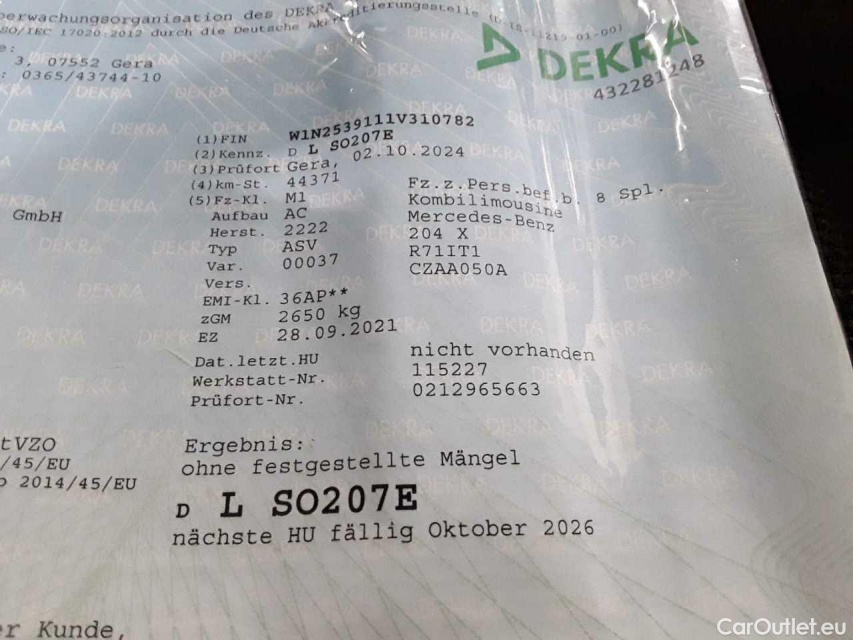 berwachungsorganisation des DEKRA
SO/IEC 17020:2012 durch die Deutsche Akkreditierungsstelle
3, 07552 Gera
: 0365/43744-10
DEKRA
432281248
(1) FIN W1N2539111V310782
(2) Kennz. D L SO207E
(3) Prüfort Gera, 02.10.2024
(4) km-St. 44371
(5) Fz-Kl. M1 Fz.z.Pers.bef.b. 8 Spl.
GmbH
Aufbau AC Kombilimousine
Herst. 2222 Mercedes-Benz
Typ ASV 204 X
Var. 00037 R71IT1
Vers. CZAA050A
EMI-Kl. 36AP**
zGM 2650 kg
EZ 28.09.2021
Dat.letzt.HU nicht vorhanden
Werkstatt-Nr. 115227
Prüfort-Nr. 0212965663
tVZO
/45/EU
2014/45/EU
Ergebnis:
ohne festgestellte Mängel
D L SO207E
nächste HU fällig Oktober 2026
er Kunde,
CarOutlet.eu